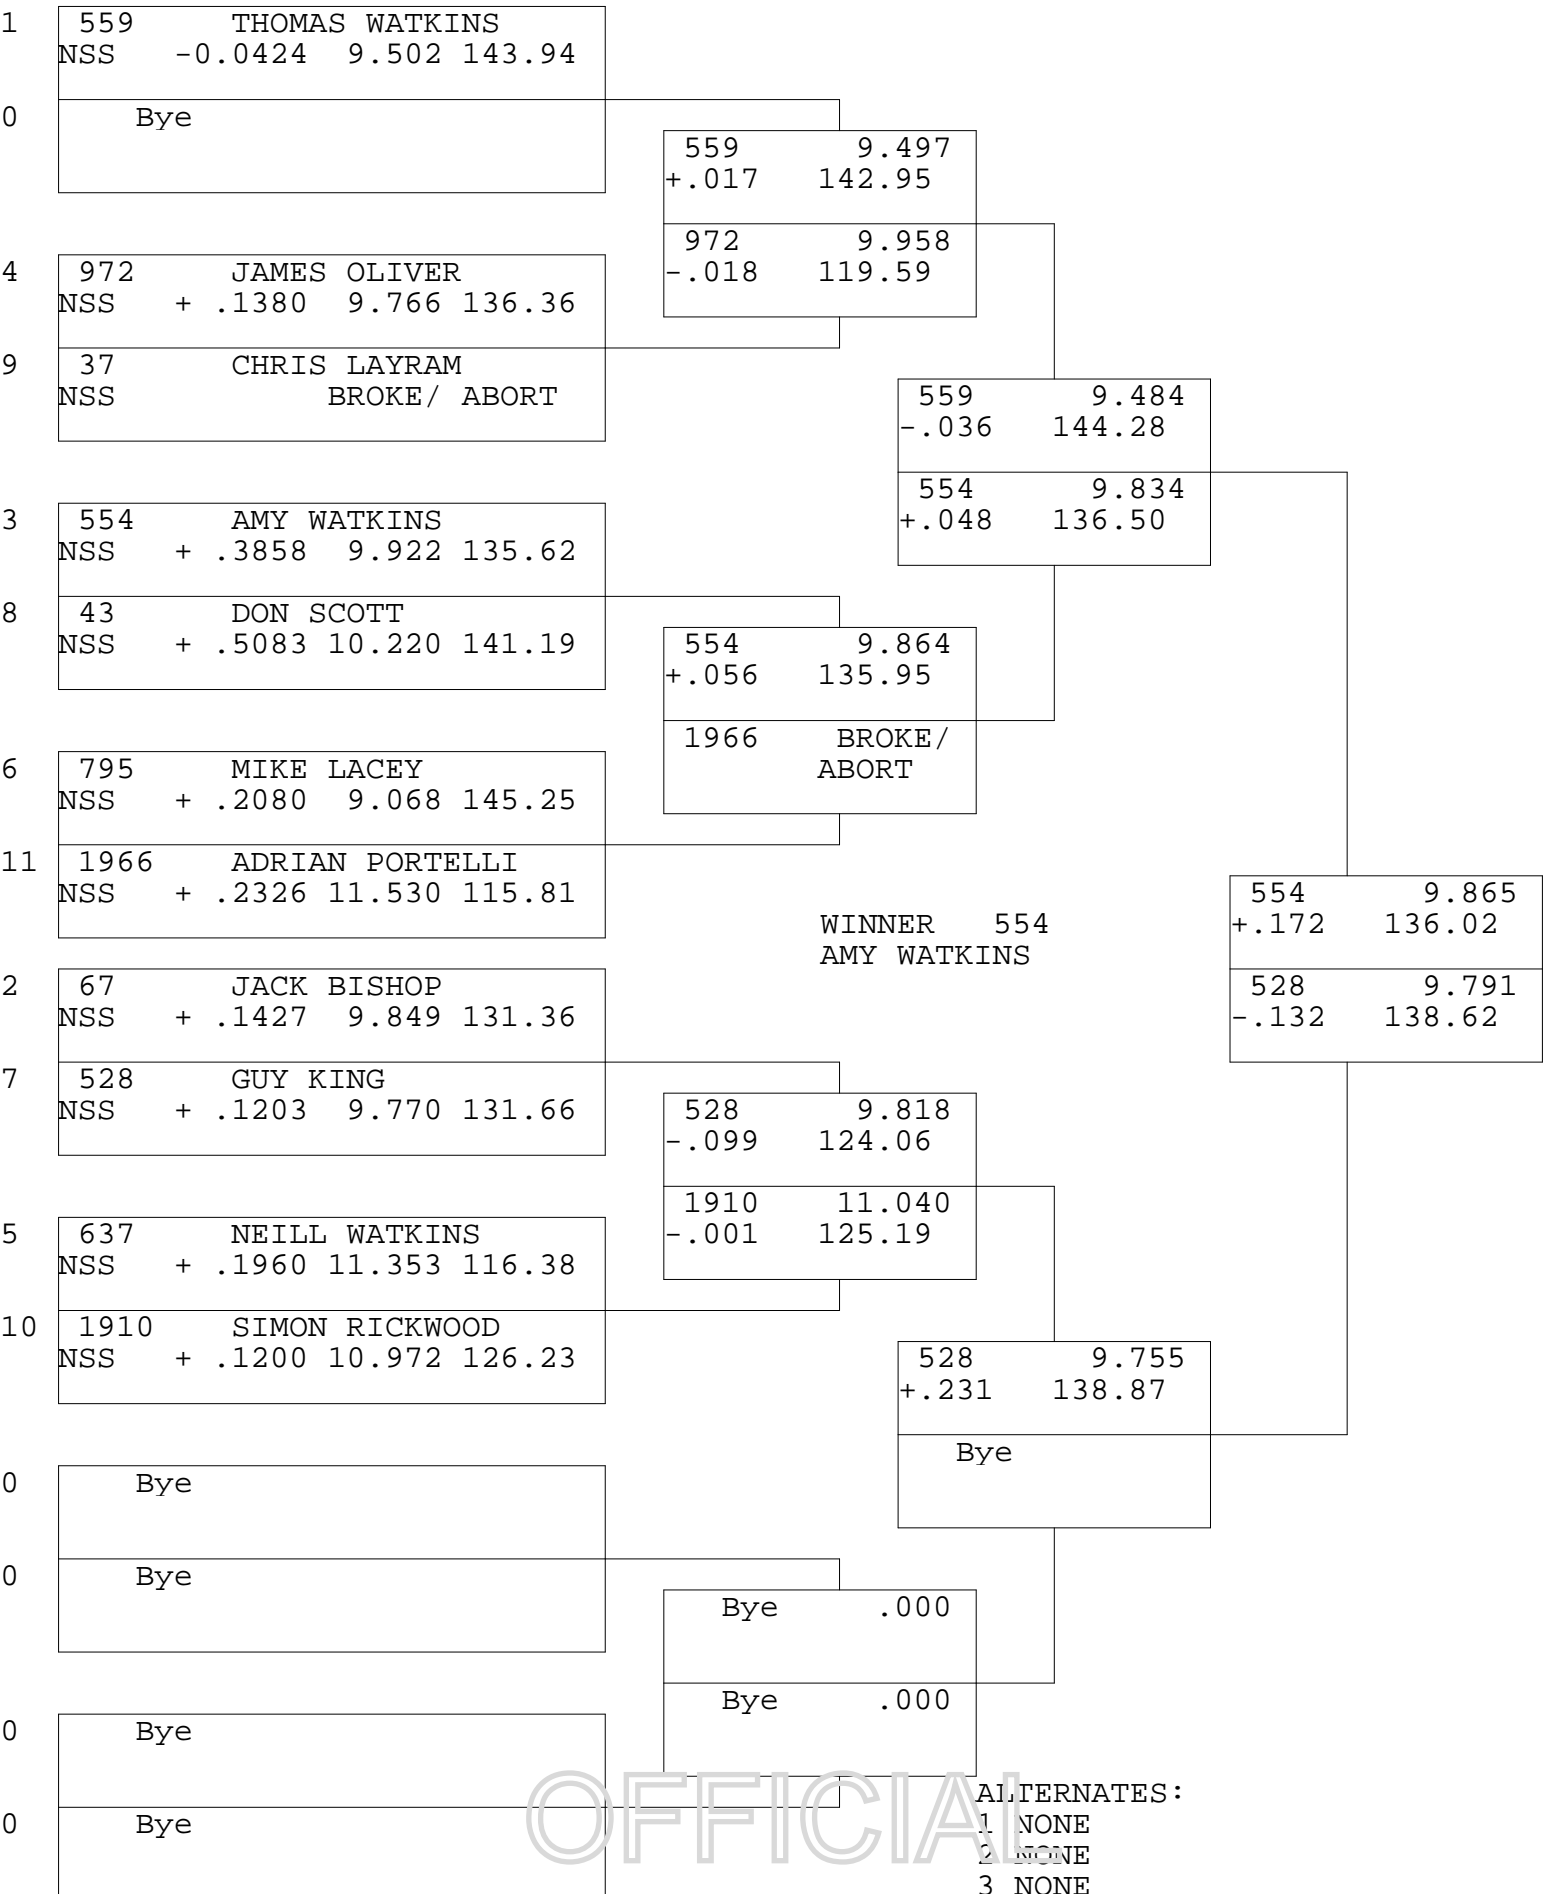 1 559 THOMAS WATKINS
NSS -0.0424 9.502 143.94
0 Bye
559 9.497
+.017 142.95
972 9.958
-.018 119.59
4 972 JAMES OLIVER
NSS + .1380 9.766 136.36
9 37 CHRIS LAYRAM
NSS BROKE/ ABORT
559 9.484
-.036 144.28
554 9.834
+.048 136.50
3 554 AMY WATKINS
NSS + .3858 9.922 135.62
8 43 DON SCOTT
NSS + .5083 10.220 141.19
554 9.864
+.056 135.95
1966 BROKE/
ABORT
6 795 MIKE LACEY
NSS + .2080 9.068 145.25
11 1966 ADRIAN PORTELLI
NSS + .2326 11.530 115.81
554 9.865
+.172 136.02
528 9.791
-.132 138.62
WINNER 554
AMY WATKINS
2 67 JACK BISHOP
NSS + .1427 9.849 131.36
7 528 GUY KING
NSS + .1203 9.770 131.66
528 9.818
-.099 124.06
1910 11.040
-.001 125.19
5 637 NEILL WATKINS
NSS + .1960 11.353 116.38
10 1910 SIMON RICKWOOD
NSS + .1200 10.972 126.23
528 9.755
+.231 138.87
Bye
0 Bye
0 Bye
Bye .000
Bye .000
0 Bye
0 Bye
OFFICIAL
ALTERNATES:
1 NONE
2 NONE
3 NONE